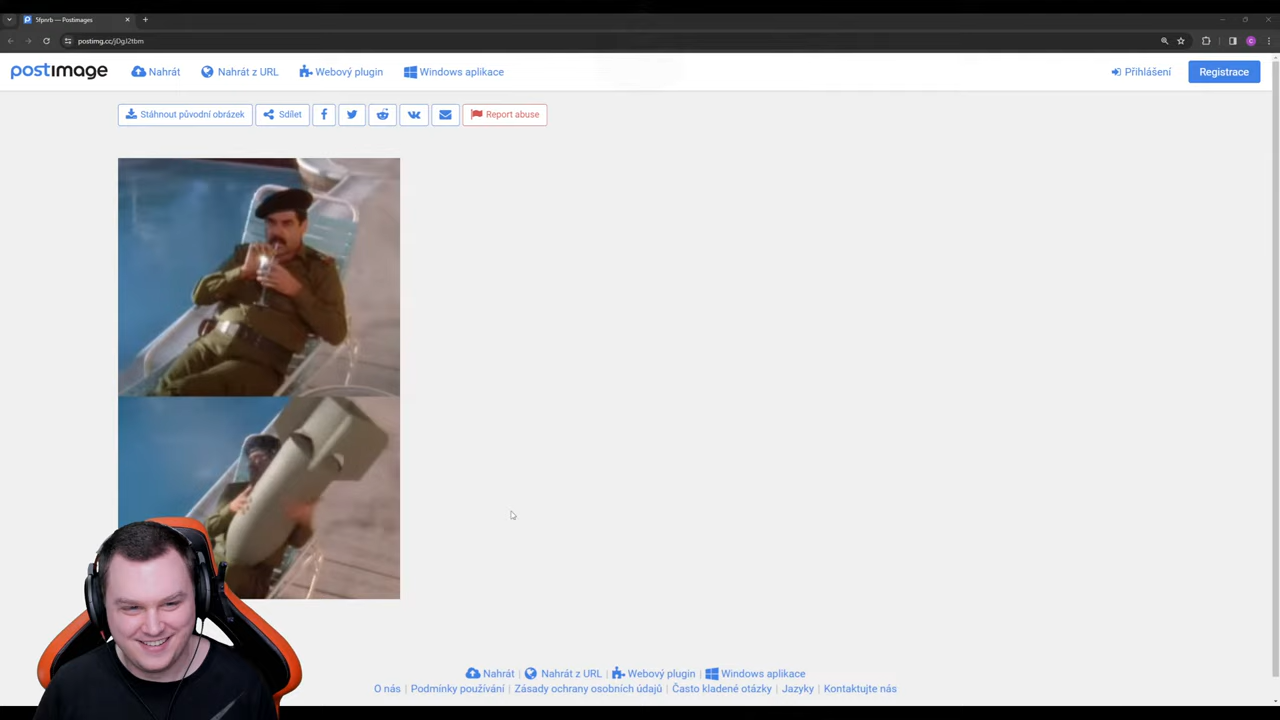 5fpnrb — Postimages
postimg.cc/jDgJ2tbm
postimage Nahrát Nahrát z URL Webový plugin Windows aplikace Přihlášení Registrace
Stáhnout původní obrázek Sdílet Report abuse
Nahrát | Nahrát z URL | Webový plugin | Windows aplikace
O nás | Podmínky používání | Zásady ochrany osobních údajů | Často kladené otázky | Jazyky | Kontaktujte nás